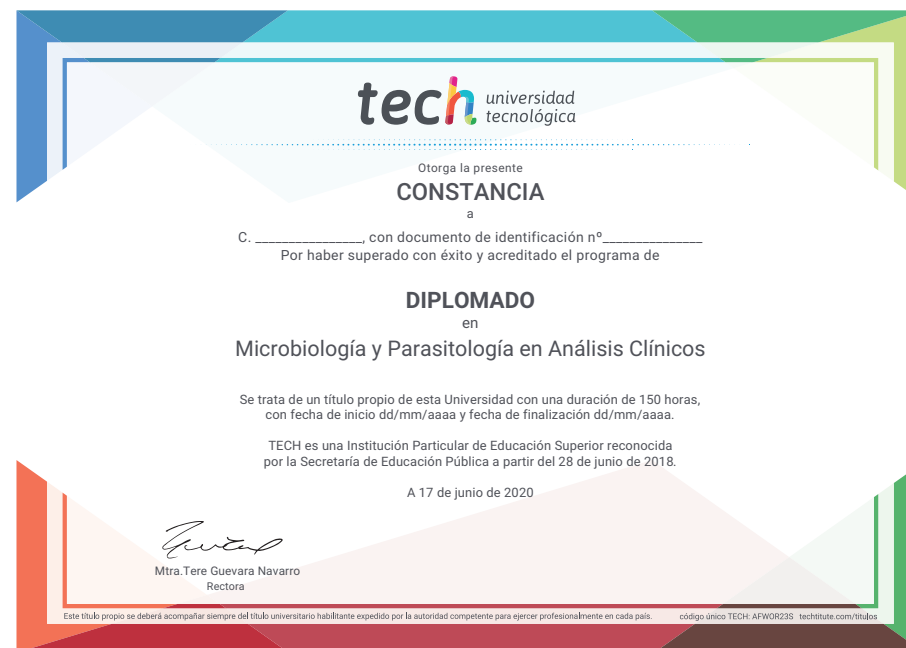 tech universidad
tecnológica
Otorga la presente
CONSTANCIA
a
C. ________________, con documento de identificación nº_______________
Por haber superado con éxito y acreditado el programa de
DIPLOMADO
en
Microbiología y Parasitología en Análisis Clínicos
Se trata de un título propio de esta Universidad con una duración de 150 horas,
con fecha de inicio dd/mm/aaaa y fecha de finalización dd/mm/aaaa.
TECH es una Institución Particular de Educación Superior reconocida
por la Secretaría de Educación Pública a partir del 28 de junio de 2018.
A 17 de junio de 2020
Mtra.Tere Guevara Navarro
Rectora
Este título propio se deberá acompañar siempre del título universitario habilitante expedido por la autoridad competente para ejercer profesionalmente en cada país. código único TECH: AFWOR23S techtitute.com/titulos